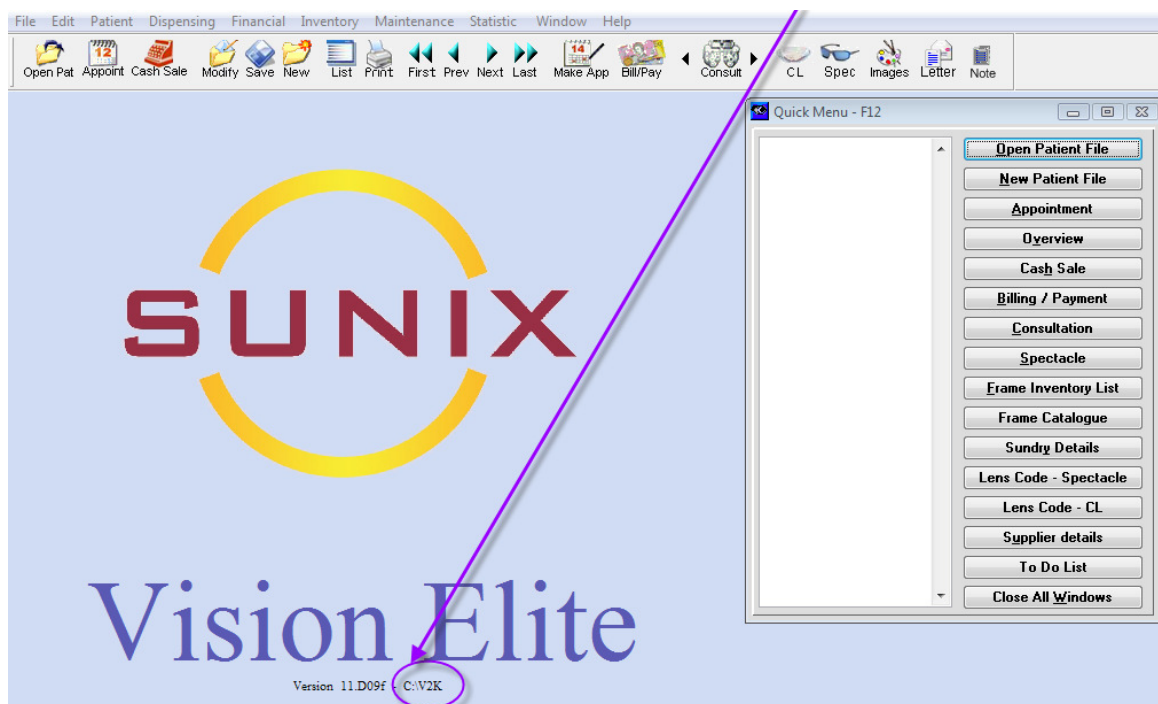 File Edit Patient Dispensing Financial Inventory Maintenance Statistic Window Help
12 14
Open Pat Appoint Cash Sale Modify Save New List Print First Prev Next Last Make App Bill/Pay Consult CL Spec Images Letter Note
Quick Menu - F12
Open Patient File
New Patient File
Appointment
Overview
Cash Sale
Billing / Payment
Consultation
Spectacle
Frame Inventory List
Frame Catalogue
Sundry Details
Lens Code - Spectacle
Lens Code - CL
Supplier details
To Do List
Close All Windows
SUNIX
Vision Elite
Version 11.D09f - C:\V2K